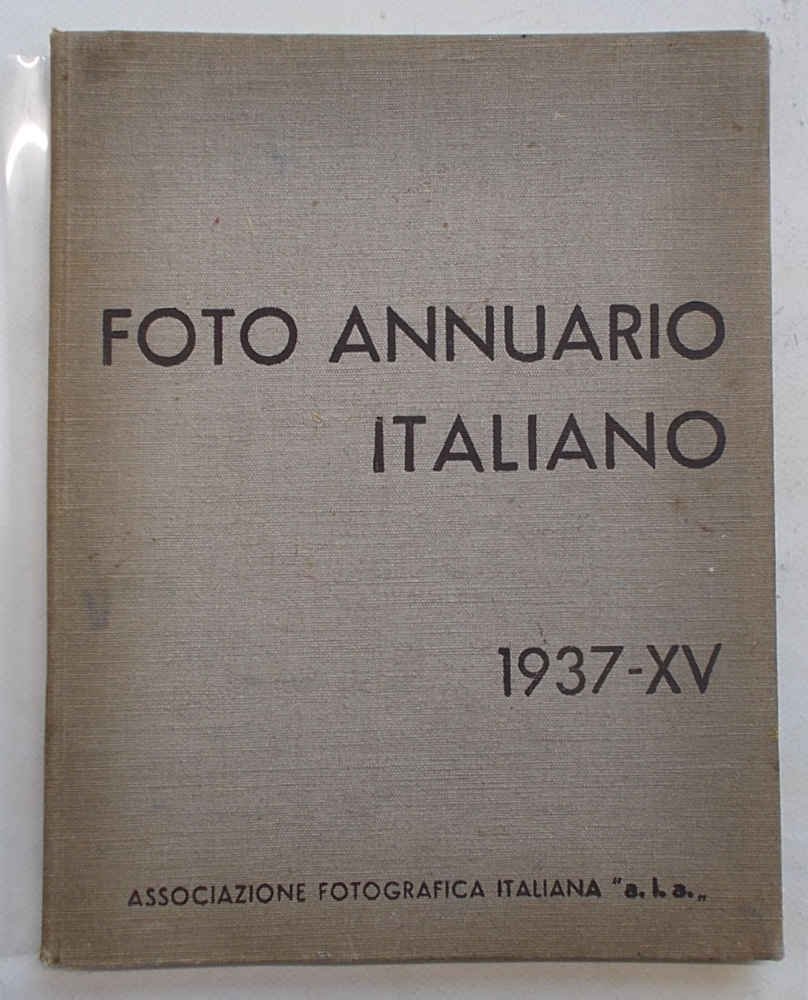 FOTO ANNUARIO
ITALIANO
1937-XV
ASSOCIAZIONE FOTOGRAFICA ITALIANA "a. l. a.„